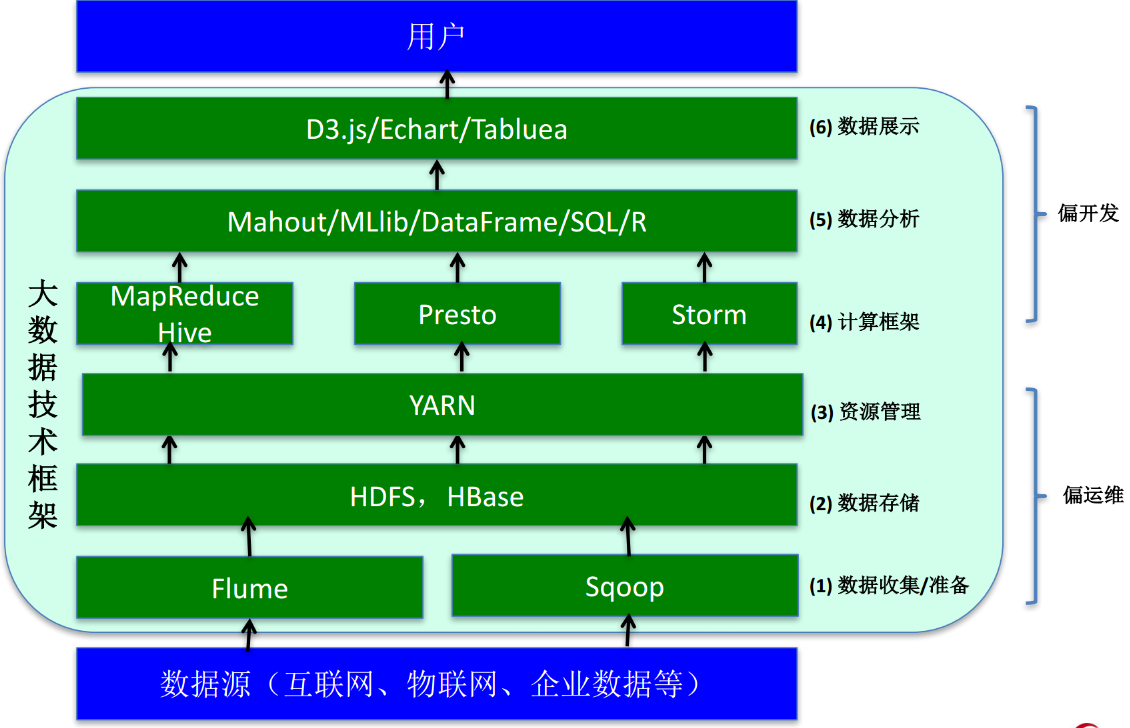 用户
D3.js/Echart/Tabluea
(6) 数据展示
Mahout/MLlib/DataFrame/SQL/R
(5) 数据分析
偏开发
MapReduce
Hive
Presto
Storm
(4) 计算框架
大数据技术框架
YARN
(3) 资源管理
HDFS，HBase
(2) 数据存储
偏运维
Flume
Sqoop
(1) 数据收集/准备
数据源（互联网、物联网、企业数据等）